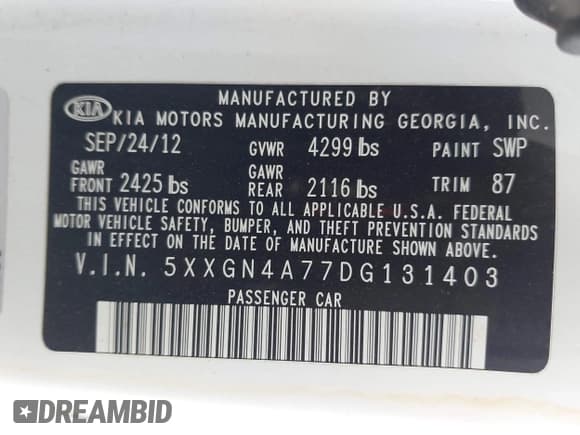 MANUFACTURED BY
KIA KIA MOTORS MANUFACTURING GEORGIA, INC.
SEP/24/12 GVWR 4299 lbs PAINT SWP
GAWR FRONT 2425 lbs GAWR REAR 2116 lbs TRIM 87
THIS VEHICLE CONFORMS TO ALL APPLICABLE U.S.A. FEDERAL
MOTOR VEHICLE SAFETY, BUMPER, AND THEFT PREVENTION STANDARDS
IN EFFECT ON THE DATE OF MANUFACTURE SHOWN ABOVE.
V.I.N. 5XXGN4A77DG131403
PASSENGER CAR
DREAMBID